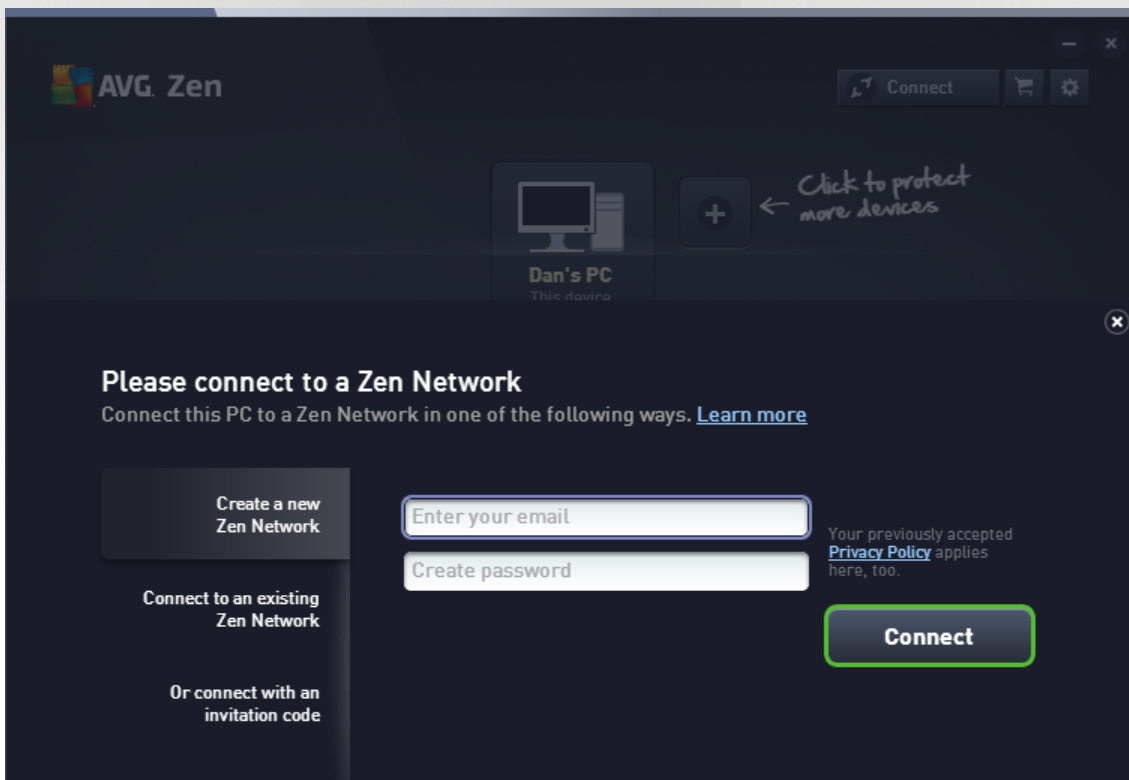 AVG. Zen
Connect
Click to protect
more devices
Dan's PC
This device
Please connect to a Zen Network
Connect this PC to a Zen Network in one of the following ways. Learn more
Create a new
Zen Network
Enter your email
Create password
Your previously accepted
Privacy Policy applies
here, too.
Connect to an existing
Zen Network
Connect
Or connect with an
invitation code